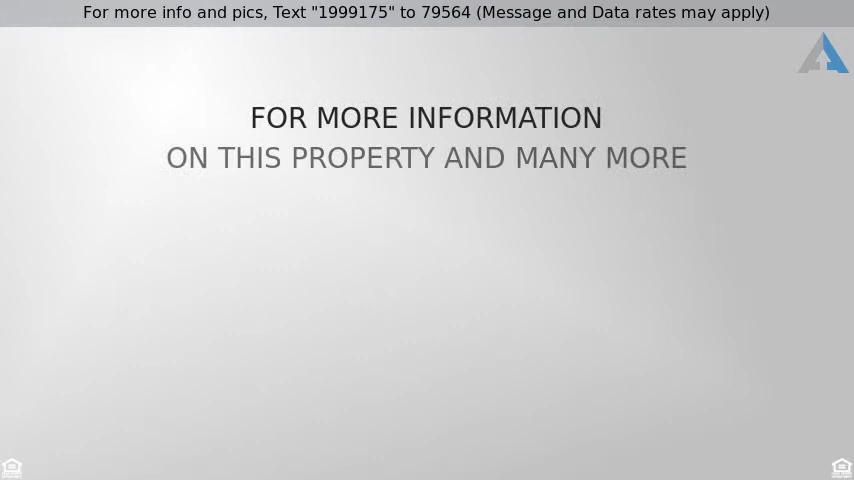 For more info and pics, Text "1999175" to 79564 (Message and Data rates may apply)
FOR MORE INFORMATION
ON THIS PROPERTY AND MANY MORE